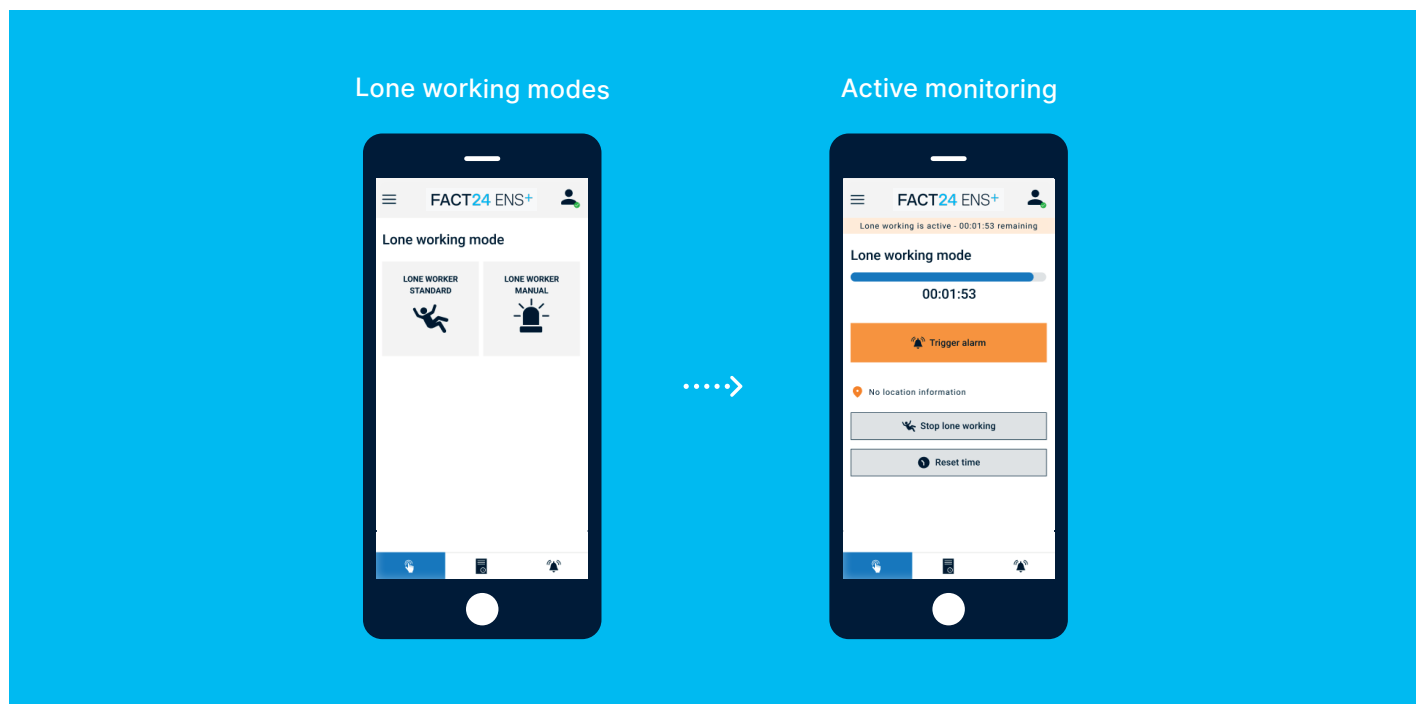 Lone working modes
FACT24 ENS+
Lone working mode
LONE WORKER
STANDARD
LONE WORKER
MANUAL
Active monitoring
FACT24 ENS+
Lone working is active - 00:01:53 remaining
Lone working mode
00:01:53
Trigger alarm
No location information
Stop lone working
Reset time